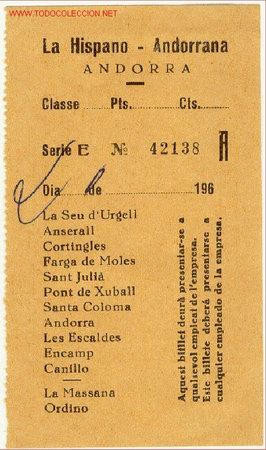 www.TODOCOLECCION.net
La Hispano - Andorrana
ANDORRA
Classe Pts. Cts.
Serie E № 42138 A
Dia de 196
La Seu d'Urgell
Anserall
Cortingles
Farga de Moles
Sant Julià
Pont de Xuball
Santa Coloma
Andorra
Les Escaldes
Encamp
Canillo
La Massana
Ordino
Aquest billet deurà presentar-se a
qualsevol empleat de l'empresa.
Este billete deberá presentarse a
cualquier empleado de la empresa.